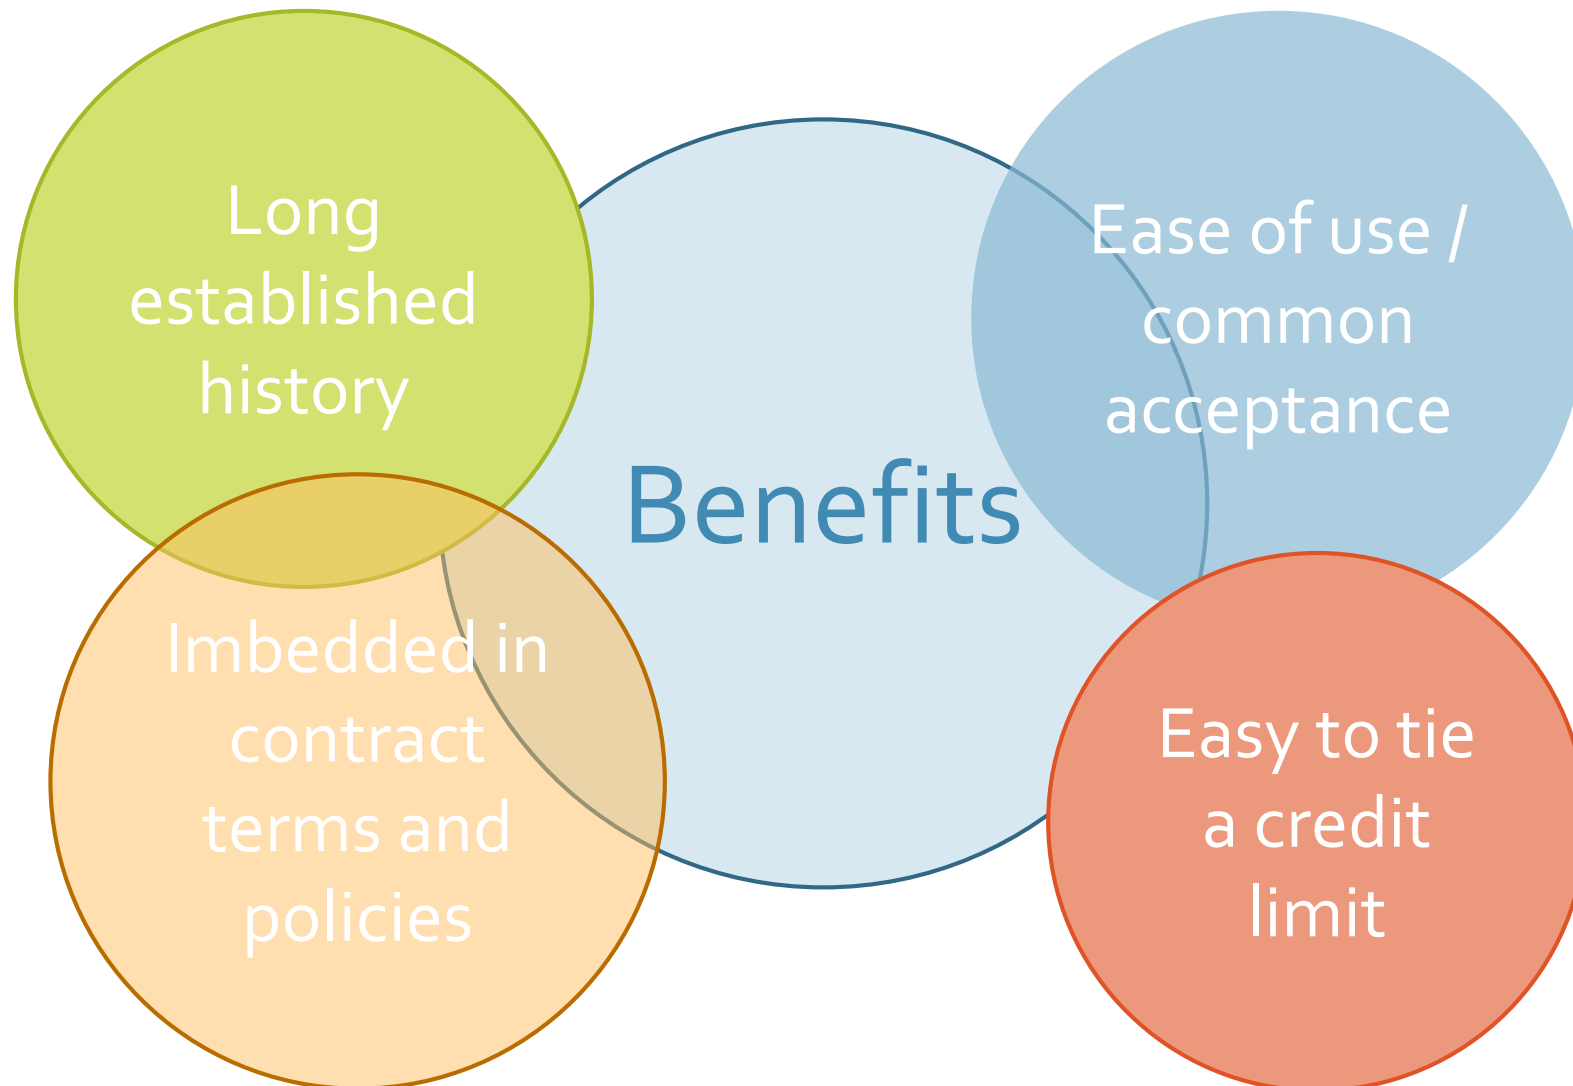 Long
established
history
Ease of use /
common
acceptance
Benefits
Imbedded in
contract
terms and
policies
Easy to tie
a credit
limit